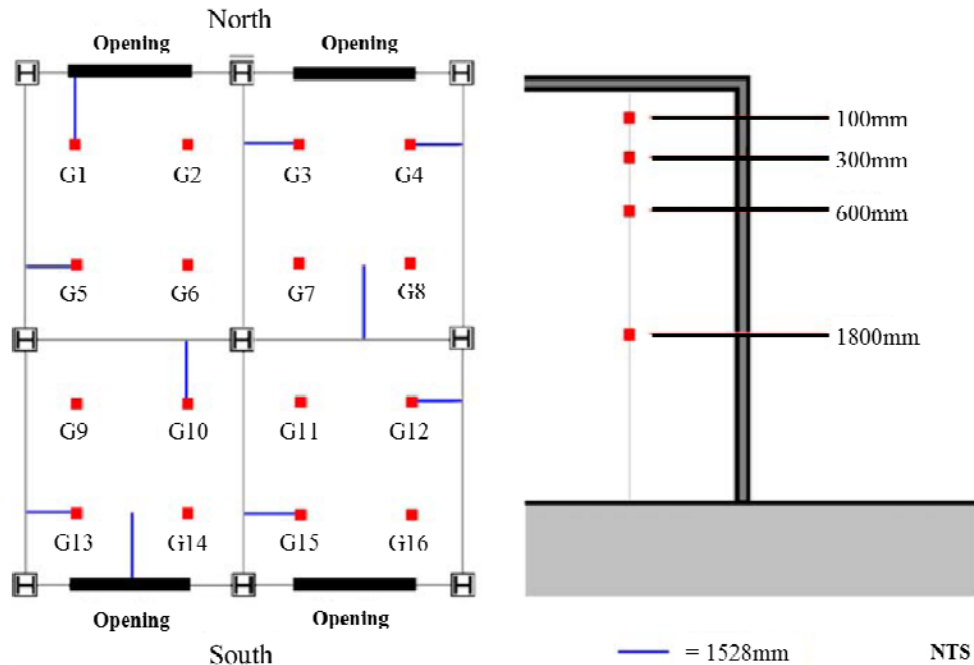 North
Opening Opening
G1 G2 G3 G4
G5 G6 G7 G8
G9 G10 G11 G12
G13 G14 G15 G16
Opening Opening
South
100mm
300mm
600mm
1800mm
= 1528mm NTS